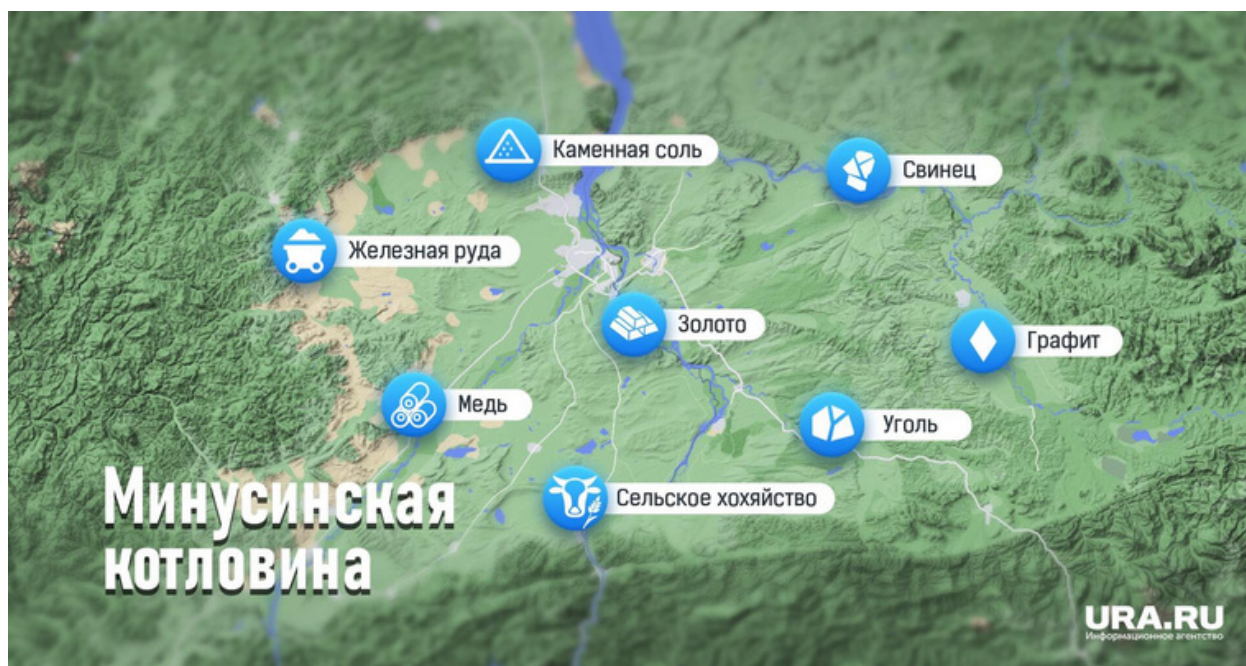 Каменная соль
Свинец
Железная руда
Золото
Графит
Медь
Уголь
Сельское хохяйство
Минусинская
котловина
URA.RU
Информационное агентство